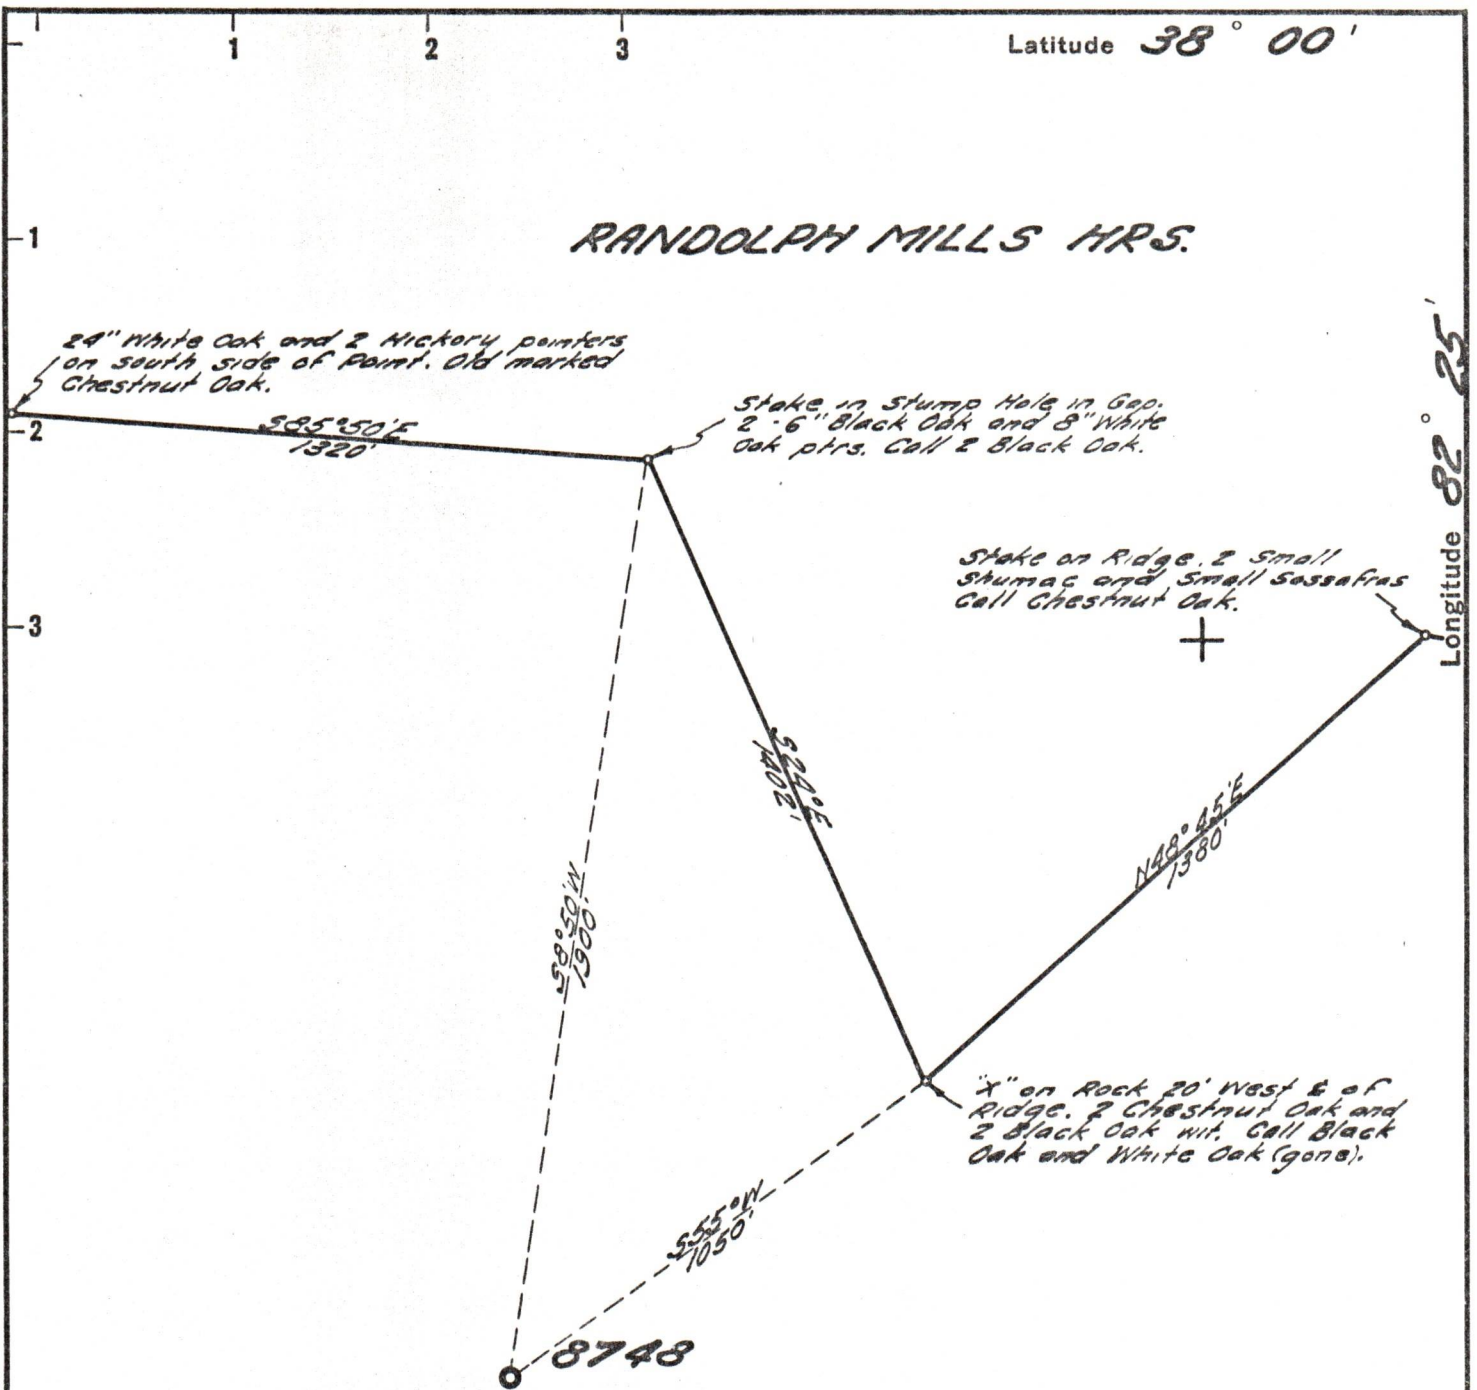 1 2 3
Latitude 38° 00'
1
RANDOLPH MILLS HRS.
24" White Oak and 2 Hickory pointers
on south side of Point. Old marked
Chestnut Oak.
2
S85°50'E
1320'
Stake in Stump Hole in Gap.
2-6" Black Oak and 8" White
Oak ptrs. Call 2 Black Oak.
Longitude 82° 25'
Stake on Ridge. 2 Small
Shumac and Small Sassafras
Call Chestnut Oak.
3
S24°E
1402'
N48°45'E
1380'
S8°50'W
1900'
"X" on Rock 20' West ℄ of
Ridge. 2 Chestnut Oak and
2 Black Oak wit. Call Black
Oak and White Oak (gone).
S55°W
1050'
8748